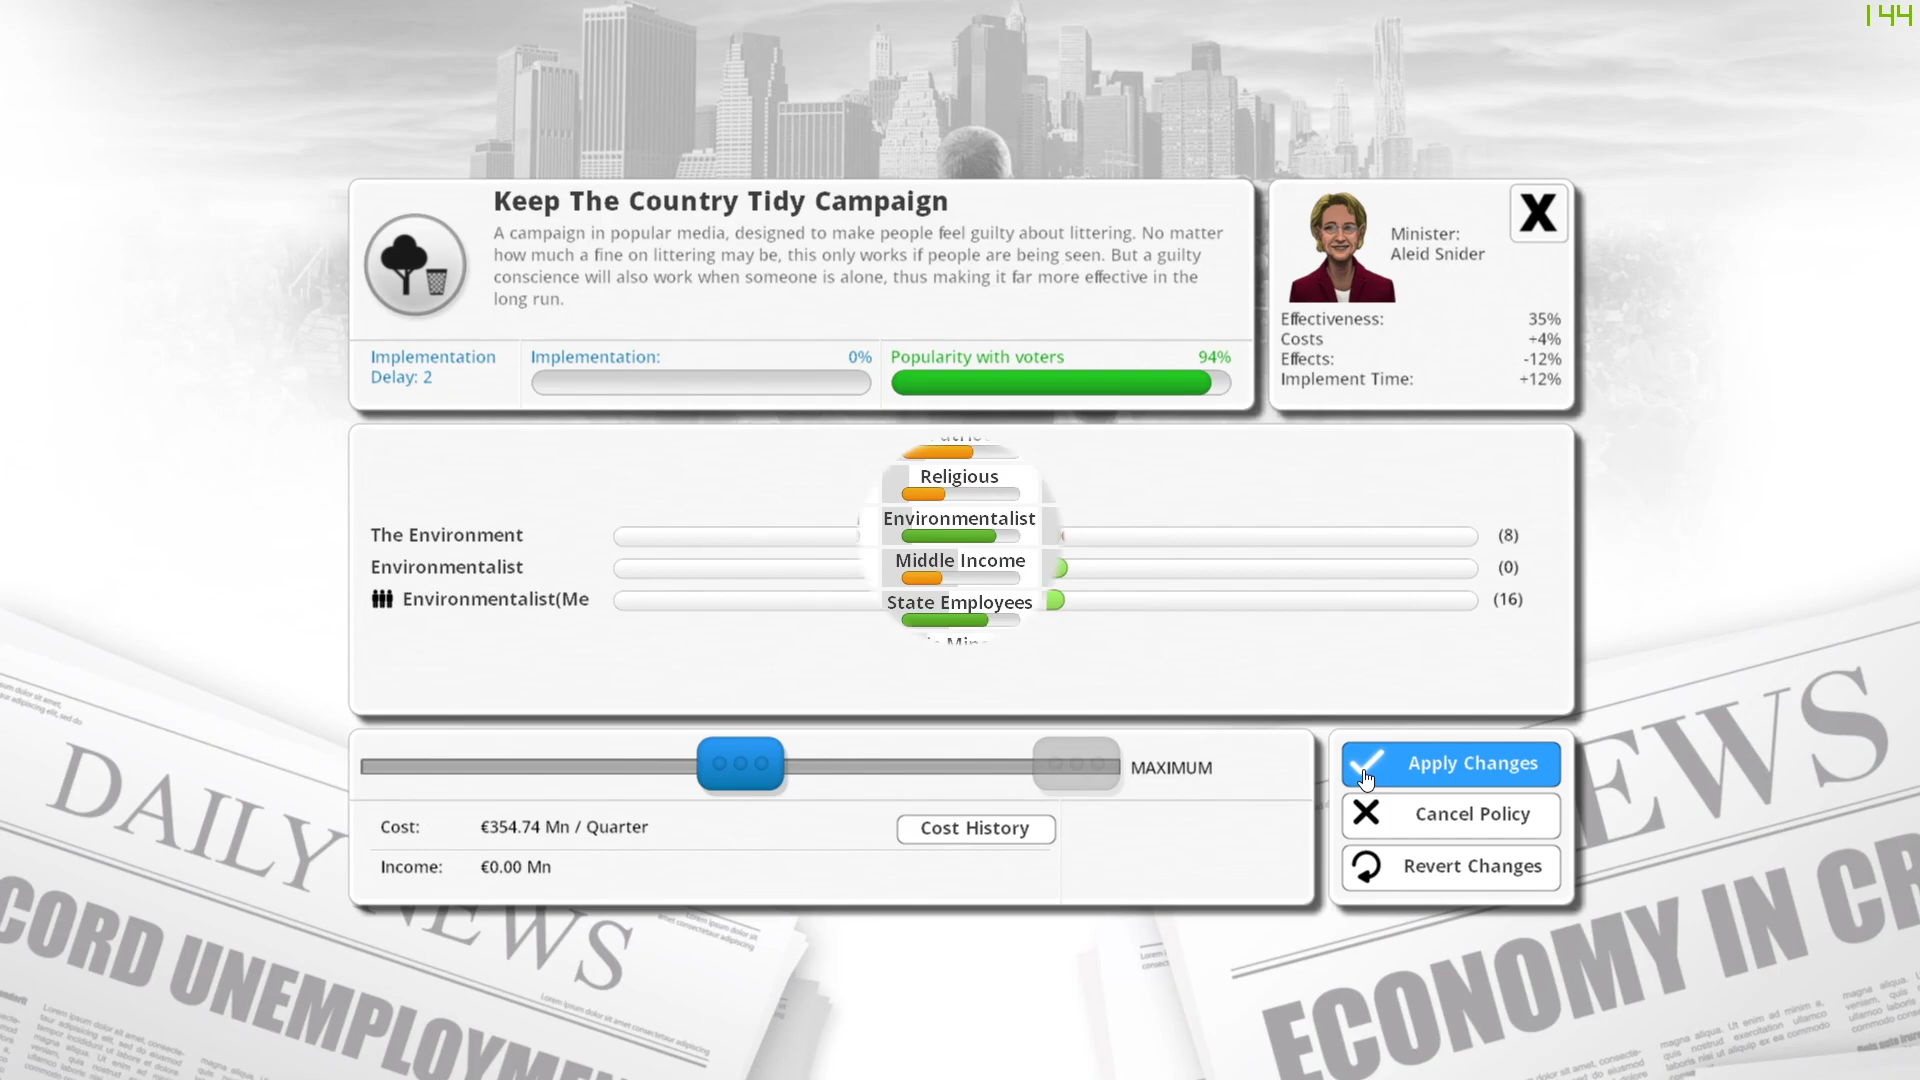 144
Keep The Country Tidy Campaign
A campaign in popular media, designed to make people feel guilty about littering. No matter
how much a fine on littering may be, this only works if people are being seen. But a guilty
conscience will also work when someone is alone, thus making it far more effective in the
long run.
Implementation
Delay: 2
Implementation: 0%
Popularity with voters 94%
Minister:
Aleid Snider
X
Effectiveness: 35%
Costs +4%
Effects: -12%
Implement Time: +12%
Religious
Environmentalist
Middle Income
State Employees
The Environment (8)
Environmentalist (0)
Environmentalist(Me (16)
MAXIMUM
Cost: €354.74 Mn / Quarter
Cost History
Income: €0.00 Mn
Apply Changes
Cancel Policy
Revert Changes
DAILY NEWS
CORD UNEMPLOYME
EWS
ECONOMY IN CR